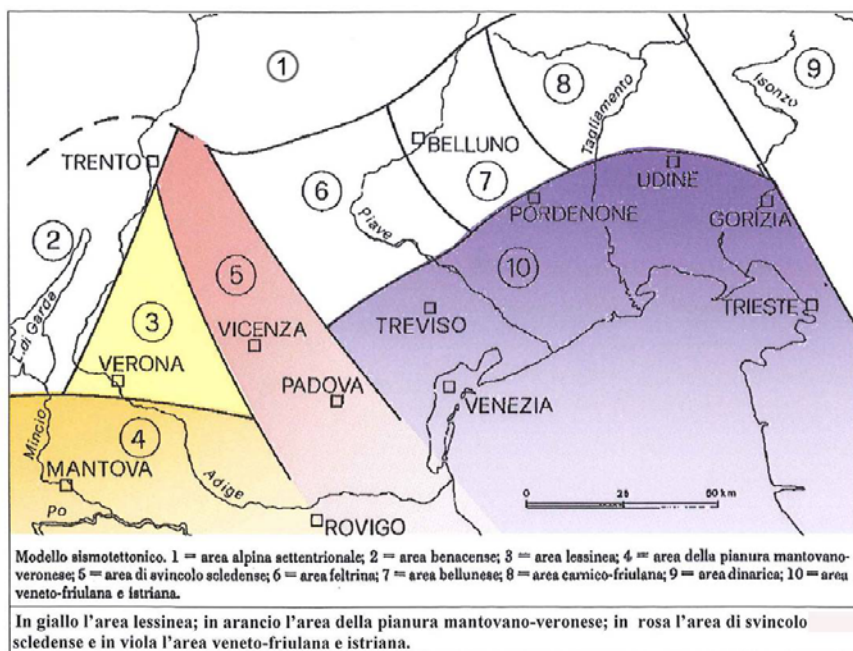 1
8
9
Isonzo
Tagliamento
TRENTO
BELLUNO
UDINE
6
7
PORDENONE
GORIZIA
2
Piave
10
L. di Garda
5
3
VICENZA
TREVISO
TRIESTE
VERONA
PADOVA
VENEZIA
Mincio
4
MANTOVA
Adige
0 25 50 km
Po
ROVIGO
Modello sismotettonico. 1 = area alpina settentrionale; 2 = area benacense; 3 = area lessinea; 4 = area della pianura mantovano-
veronese; 5 = area di svincolo scledense; 6 = area feltrina; 7 = area bellunese; 8 = area carnico-friulana; 9 = area dinarica; 10 = area
veneto-friulana e istriana.
In giallo l'area lessinea; in arancio l'area della pianura mantovano-veronese; in rosa l'area di svincolo
scledense e in viola l'area veneto-friulana e istriana.